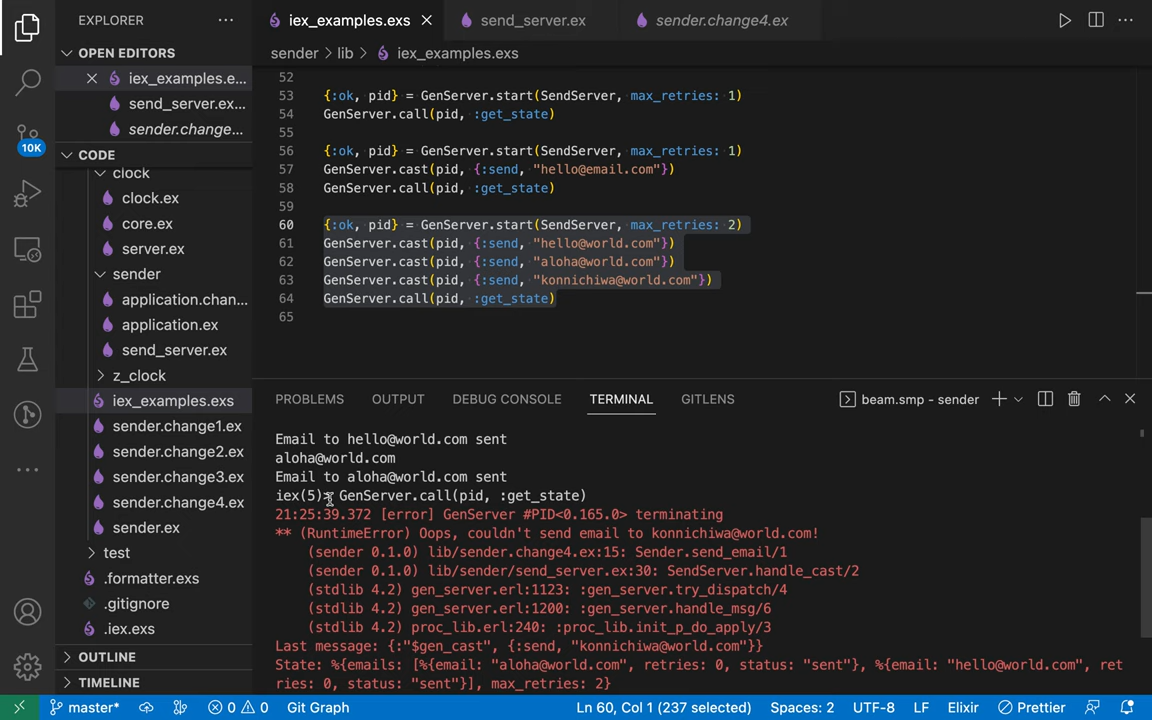 EXPLORER
iex_examples.exs
send_server.ex
sender.change4.ex
OPEN EDITORS
sender > lib > iex_examples.exs
iex_examples.e...
send_server.ex...
sender.change...
10K
CODE
clock
clock.ex
core.ex
server.ex
sender
application.chan...
application.ex
send_server.ex
z_clock
iex_examples.exs
sender.change1.ex
sender.change2.ex
sender.change3.ex
sender.change4.ex
sender.ex
test
.formatter.exs
.gitignore
.iex.exs
OUTLINE
TIMELINE
52
53 {:ok, pid} = GenServer.start(SendServer, max_retries: 1)
54 GenServer.call(pid, :get_state)
55
56 {:ok, pid} = GenServer.start(SendServer, max_retries: 1)
57 GenServer.cast(pid, {:send, "hello@email.com"})
58 GenServer.call(pid, :get_state)
59
60 {:ok, pid} = GenServer.start(SendServer, max_retries: 2)
61 GenServer.cast(pid, {:send, "hello@world.com"})
62 GenServer.cast(pid, {:send, "aloha@world.com"})
63 GenServer.cast(pid, {:send, "konnichiwa@world.com"})
64 GenServer.call(pid, :get_state)
65
PROBLEMS OUTPUT DEBUG CONSOLE TERMINAL GITLENS beam.smp - sender
Email to hello@world.com sent
aloha@world.com
Email to aloha@world.com sent
iex(5)> GenServer.call(pid, :get_state)
21:25:39.372 [error] GenServer #PID<0.165.0> terminating
** (RuntimeError) Oops, couldn't send email to konnichiwa@world.com!
(sender 0.1.0) lib/sender.change4.ex:15: Sender.send_email/1
(sender 0.1.0) lib/sender/send_server.ex:30: SendServer.handle_cast/2
(stdlib 4.2) gen_server.erl:1123: :gen_server.try_dispatch/4
(stdlib 4.2) gen_server.erl:1200: :gen_server.handle_msg/6
(stdlib 4.2) proc_lib.erl:240: :proc_lib.init_p_do_apply/3
Last message: {:"$gen_cast", {:send, "konnichiwa@world.com"}}
State: %{emails: [%{email: "aloha@world.com", retries: 0, status: "sent"}, %{email: "hello@world.com", ret
ries: 0, status: "sent"}], max_retries: 2}
master* 0 0 Git Graph Ln 60, Col 1 (237 selected) Spaces: 2 UTF-8 LF Elixir Prettier